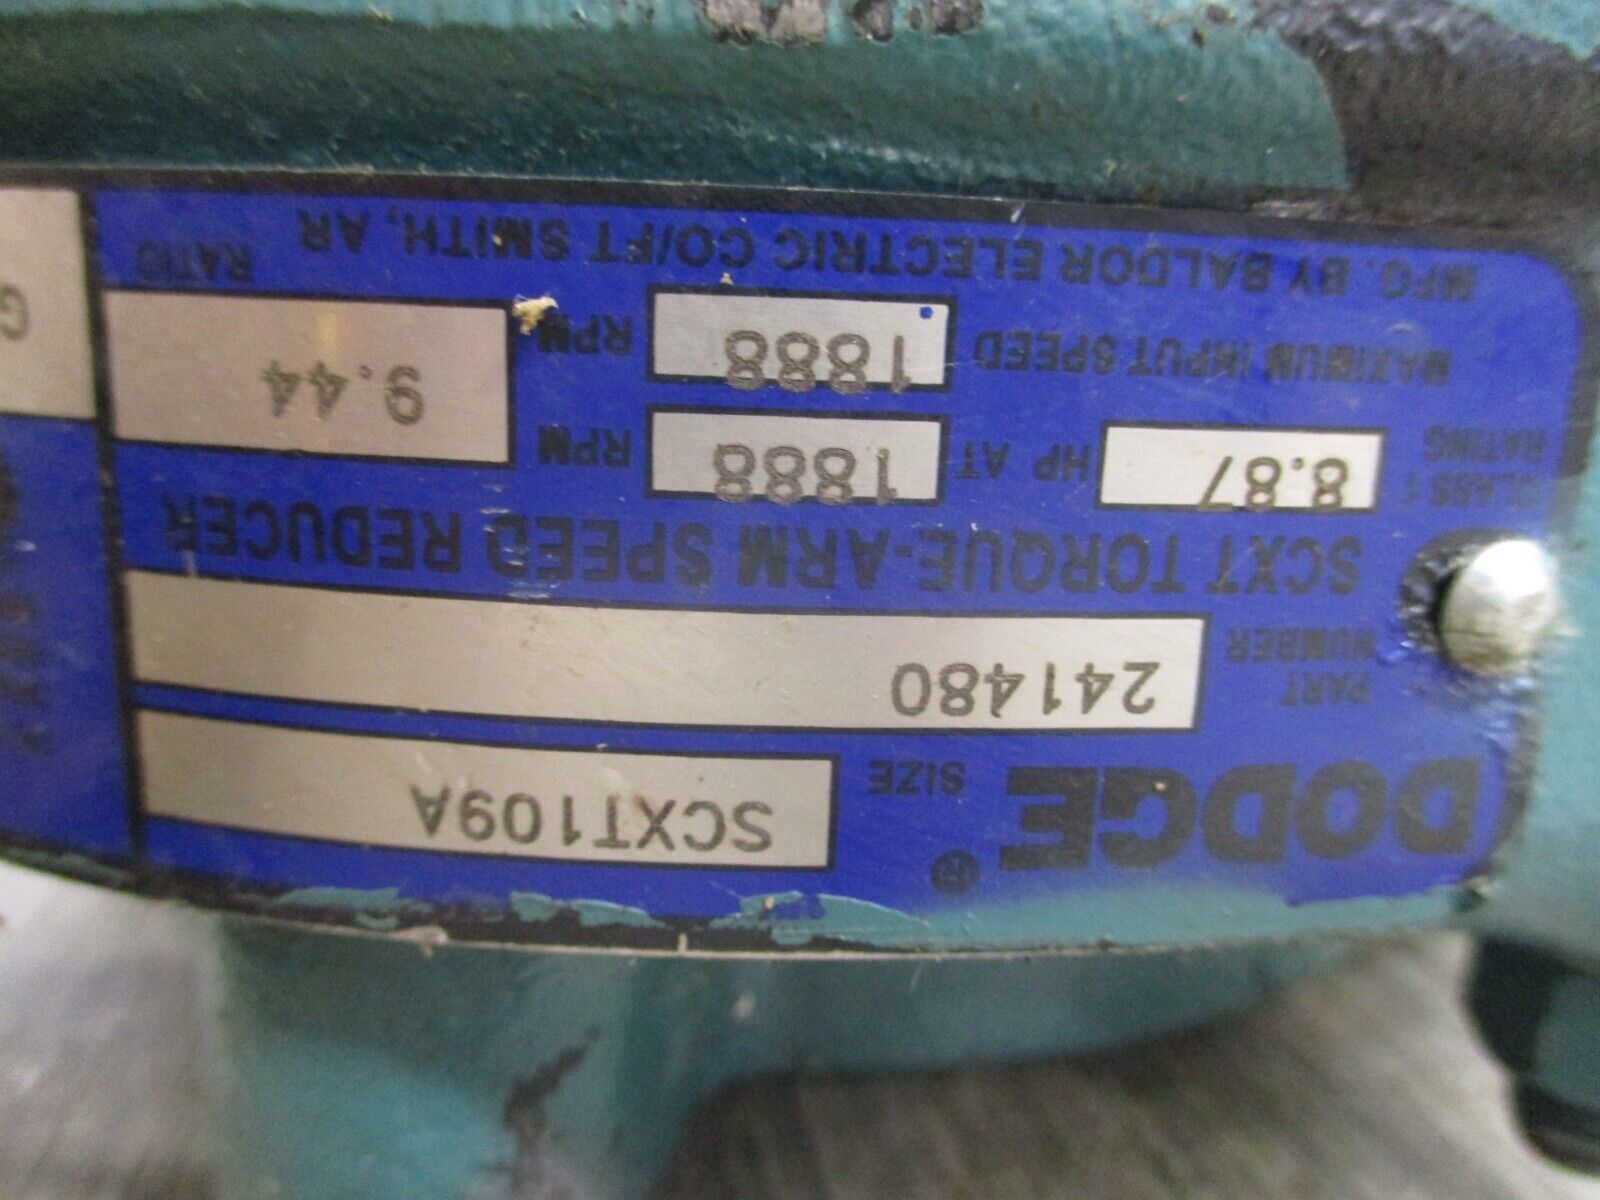 DODGE® SIZE SCXT109A
PART NUMBER 241480
SCXT TORQUE-ARM SPEED REDUCER
CLASS 1 RATING 8.87 HP AT 1888 RPM 9.44
MAXIMUM INPUT SPEED 1888 RPM RATIO
MFG. BY BALDOR ELECTRIC CO/FT SMITH, AR
G